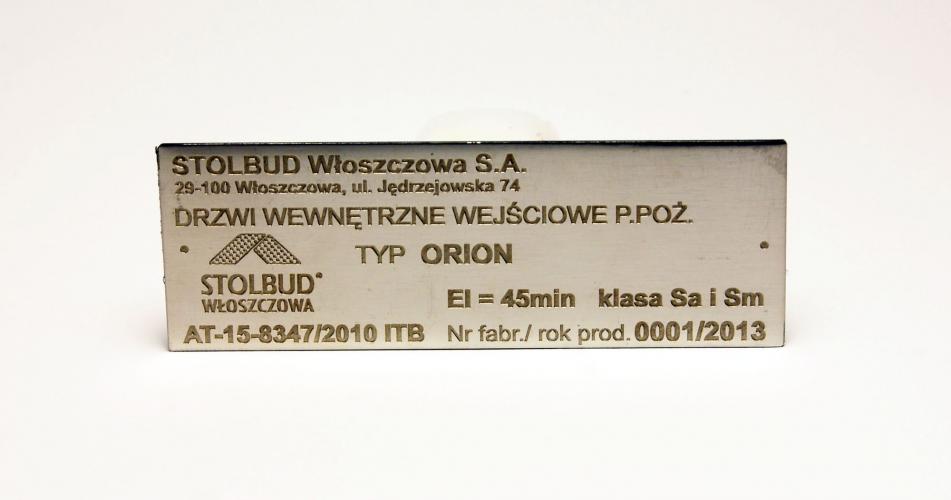 STOLBUD Włoszczowa S.A.
29-100 Włoszczowa, ul. Jędrzejowska 74
DRZWI WEWNĘTRZNE WEJŚCIOWE P.POŻ.
TYP ORION
STOLBUD®
WŁOSZCZOWA
EI = 45min klasa Sa i Sm
AT-15-8347/2010 ITB Nr fabr./ rok prod. 0001/2013